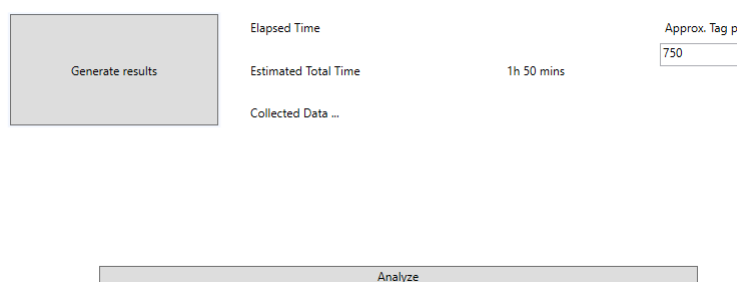 Elapsed Time
Approx. Tag p
750
Generate results
Estimated Total Time
1h 50 mins
Collected Data ...
Analyze